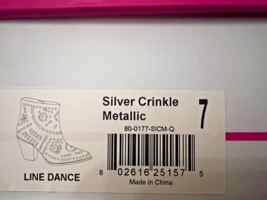 Silver Crinkle
Metallic
7
80-0177-SICM-Q
LINE DANCE
8 02616 25157 5
Made in China